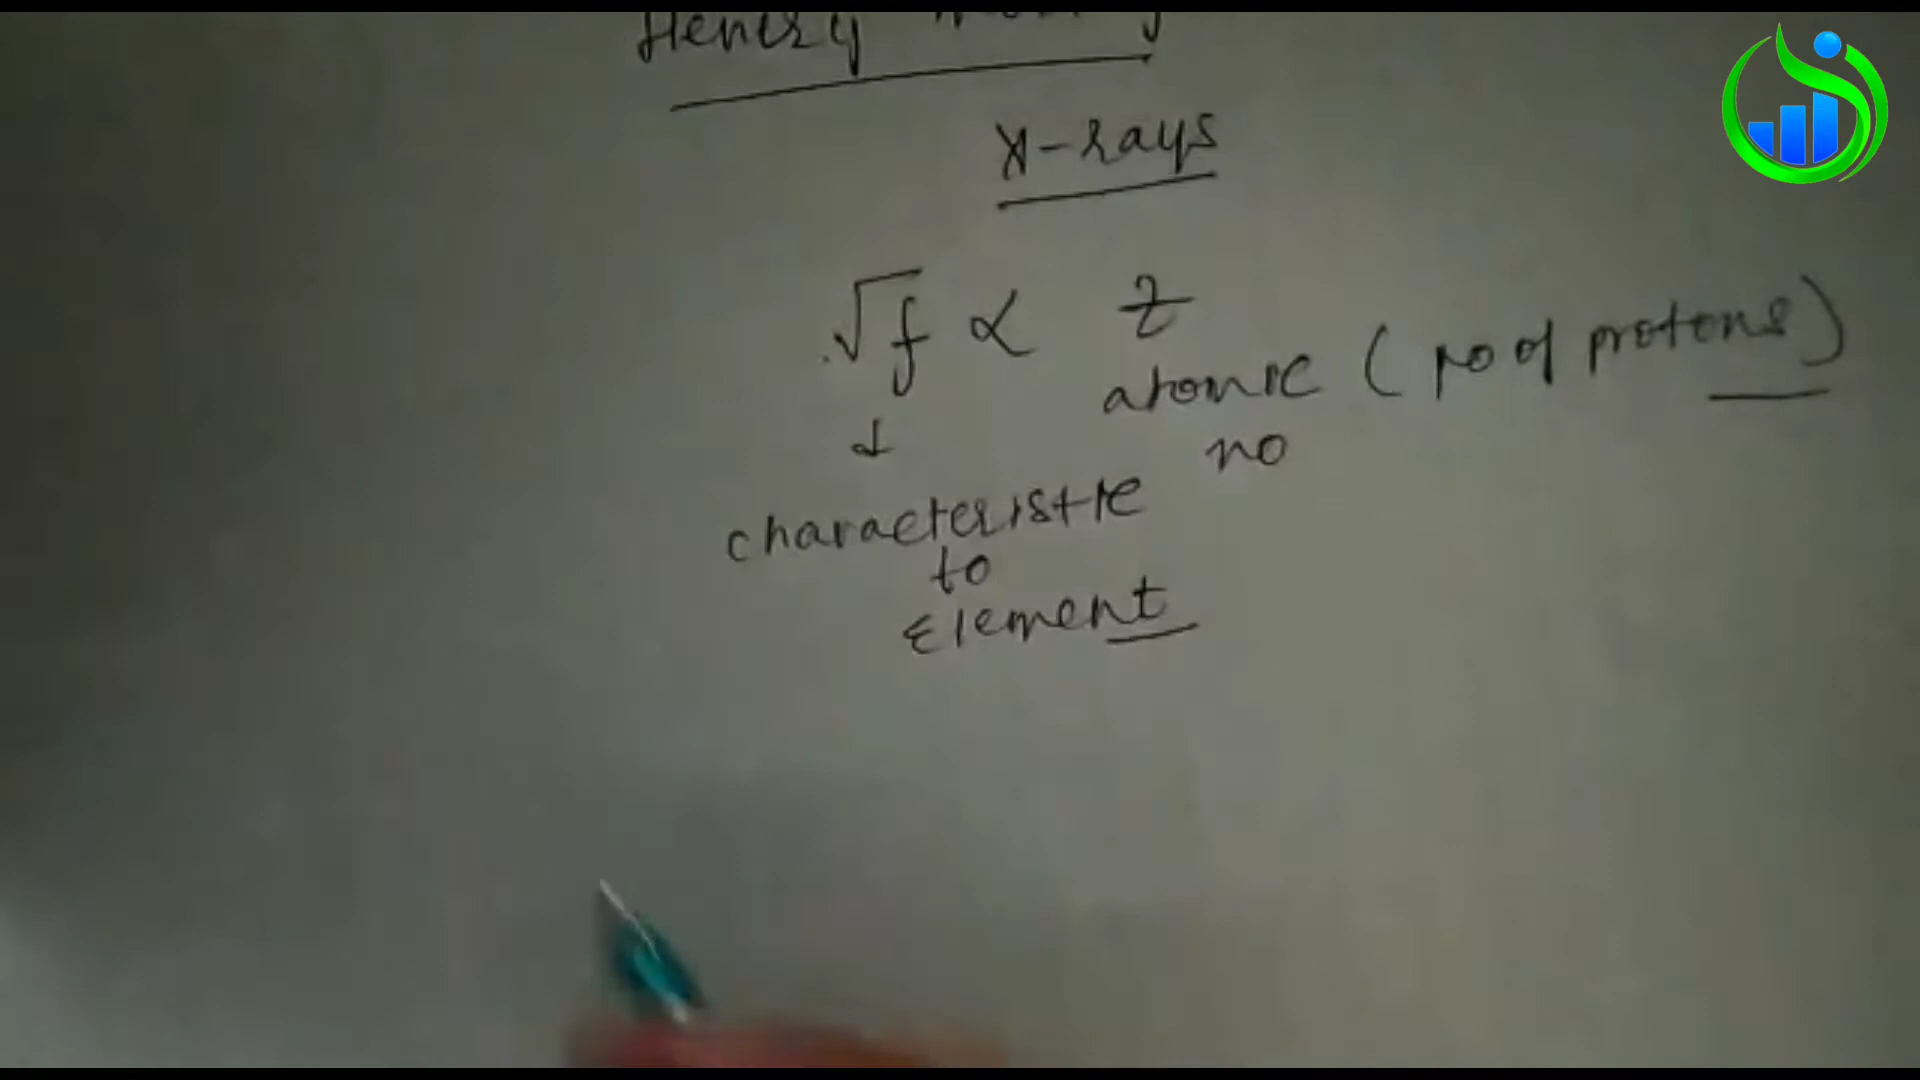 Henry
X-rays
√f ∝ Z
atomic (no of protons)
no
↓
characteristic
to
Element